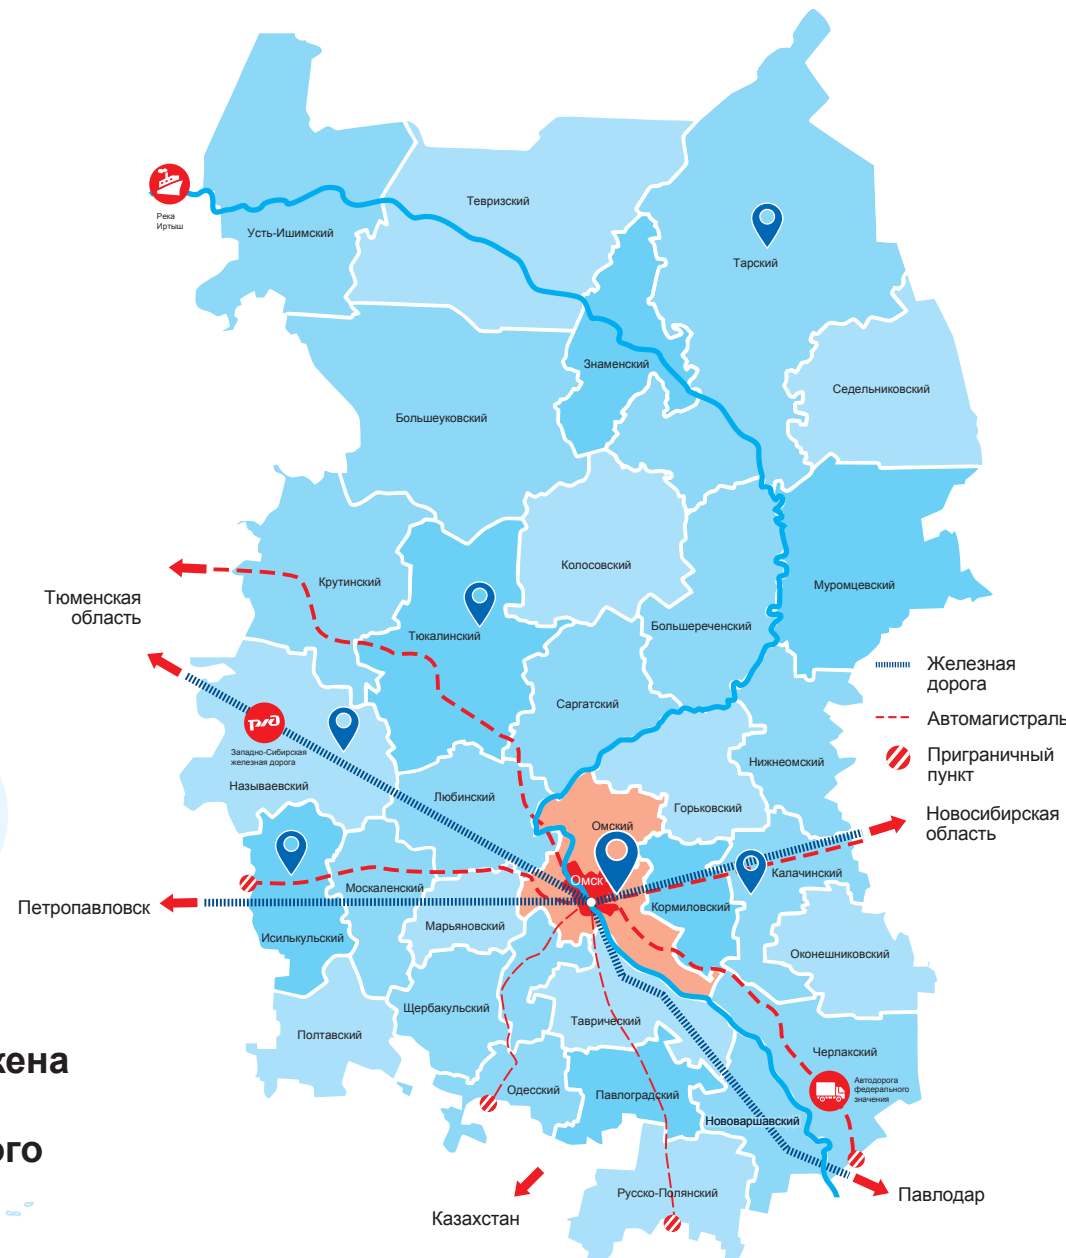 Река
Иртыш
Усть-Ишимский
Тевризский
Тарский
Знаменский
Седельниковский
Большеуковский
Колосовский
Крутинский
Муромцевский
Тюменская
область
Тюкалинский
Большереченский
Железная
дорога
Саргатский
Автомагистраль
РЖД
Западно-Сибирская
железная дорога
Приграничный
пункт
Нижнеомский
Называевский
Любинский
Горьковский
Новосибирская
область
Омский
Калачинский
Омск
Москаленский
Петропавловск
Кормиловский
Марьяновский
Исилькульский
Оконешниковский
Щербакульский
Таврический
Полтавский
Черлакский
жена
Одесский
Павлоградский
Автодорога
федерального
значения
Нововаршавский
ого
Русско-Полянский
Павлодар
Казахстан